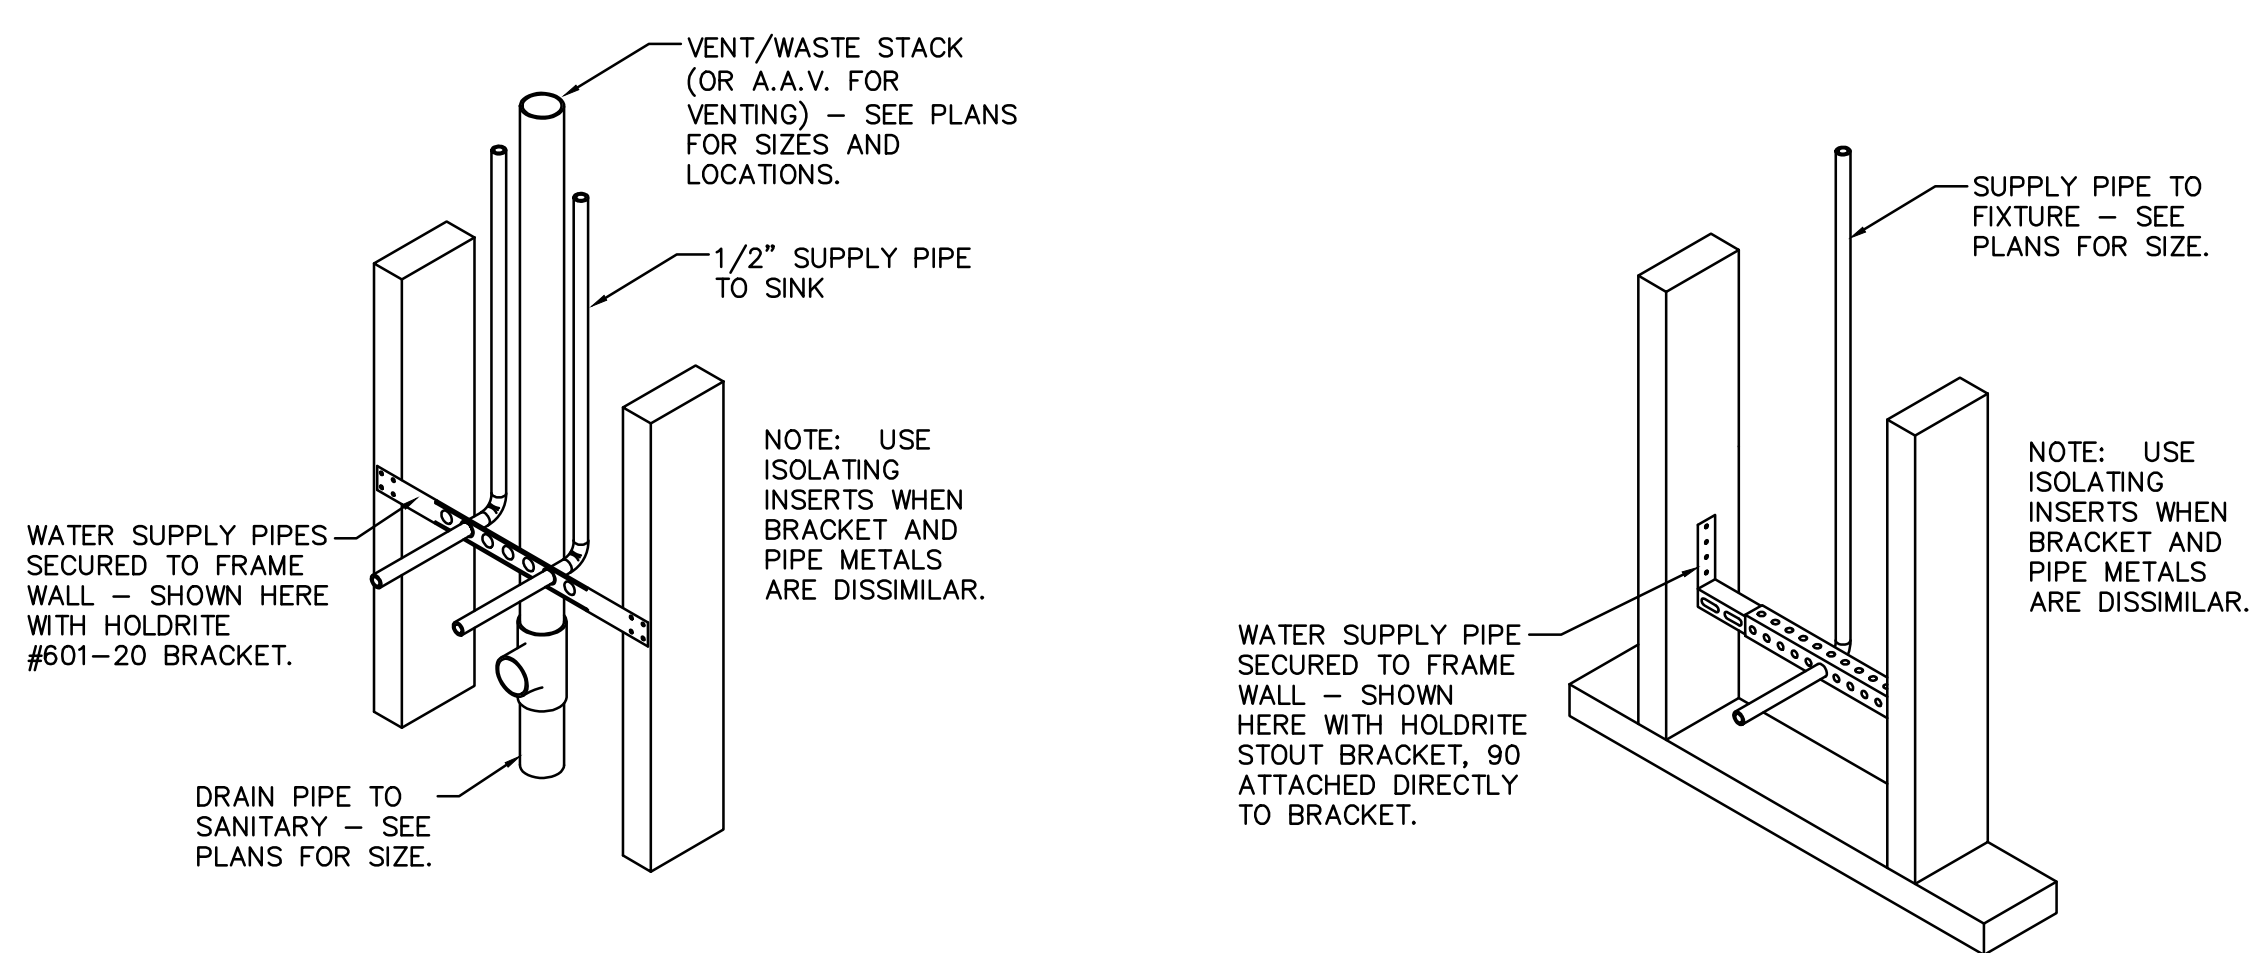 VENT/WASTE STACK
(OR A.A.V. FOR
VENTING) – SEE PLANS
FOR SIZES AND
LOCATIONS.
1/2" SUPPLY PIPE
TO SINK
NOTE: USE
ISOLATING
INSERTS WHEN
BRACKET AND
PIPE METALS
ARE DISSIMILAR.
WATER SUPPLY PIPES
SECURED TO FRAME
WALL – SHOWN HERE
WITH HOLDRITE
#601–20 BRACKET.
DRAIN PIPE TO
SANITARY – SEE
PLANS FOR SIZE.
SUPPLY PIPE TO
FIXTURE – SEE
PLANS FOR SIZE.
NOTE: USE
ISOLATING
INSERTS WHEN
BRACKET AND
PIPE METALS
ARE DISSIMILAR.
WATER SUPPLY PIPE
SECURED TO FRAME
WALL – SHOWN
HERE WITH HOLDRITE
STOUT BRACKET, 90
ATTACHED DIRECTLY
TO BRACKET.